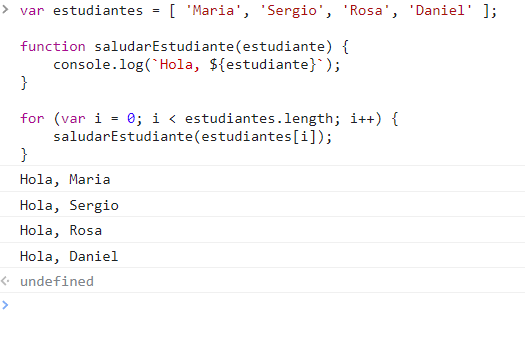 > var estudiantes = [ 'Maria', 'Sergio', 'Rosa', 'Daniel' ];

function saludarEstudiante(estudiante) {
    console.log(`Hola, ${estudiante}`);
}

for (var i = 0; i < estudiantes.length; i++) {
    saludarEstudiante(estudiantes[i]);
}
Hola, Maria
Hola, Sergio
Hola, Rosa
Hola, Daniel
undefined
>